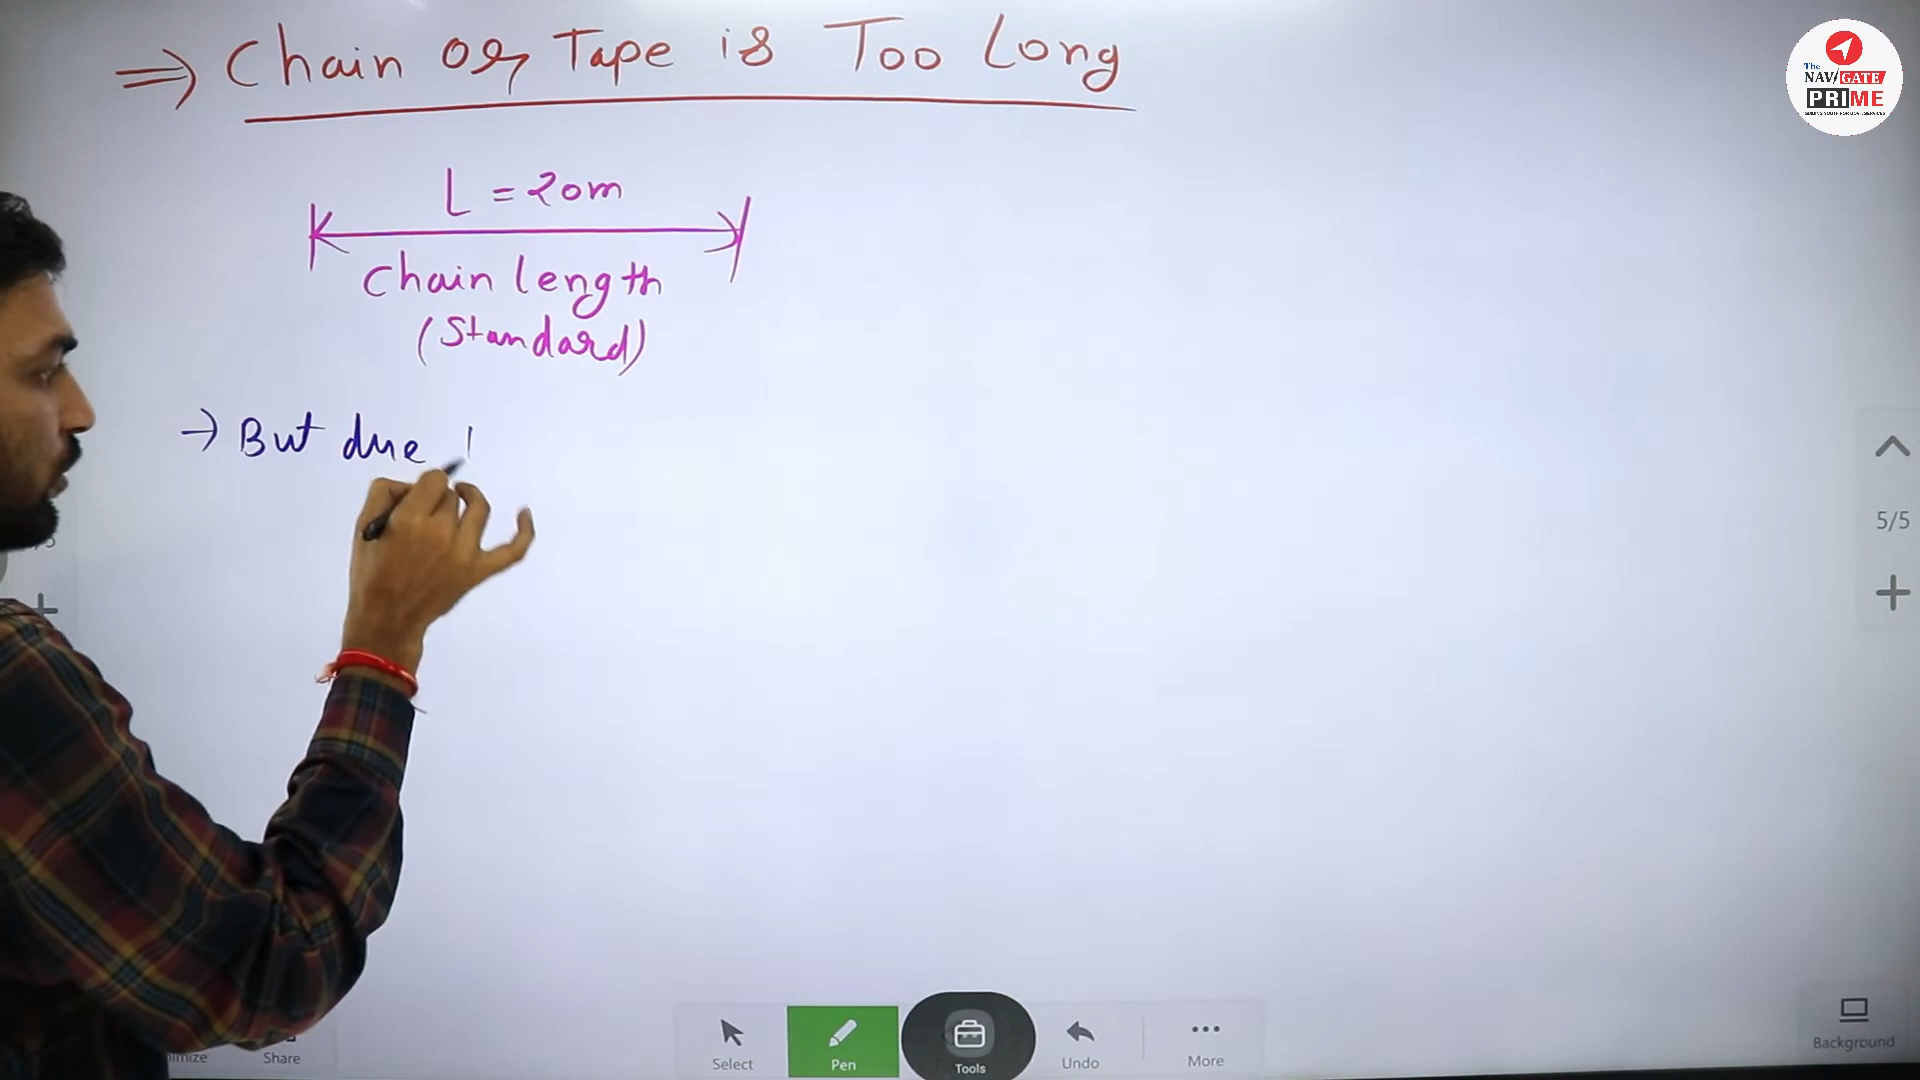 ⇒ Chain or Tape is Too Long
L = 20m
Chain length
(Standard)
→ But due
The
NAVIGATE
PRIME
5/5
Select
Pen
Tools
Undo
More
Share
Background